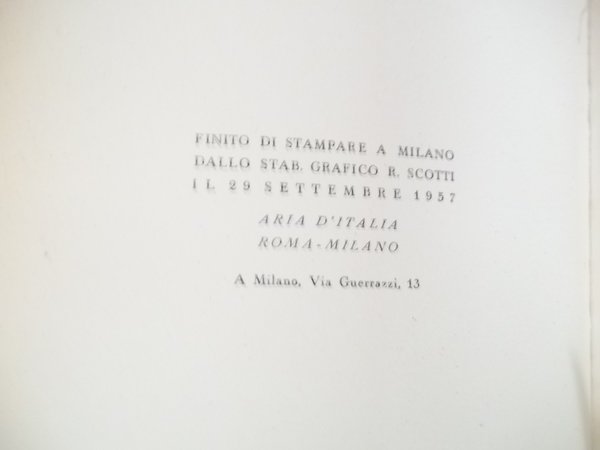 FINITO DI STAMPARE A MILANO
DALLO STAB. GRAFICO R. SCOTTI
IL 29 SETTEMBRE 1957
ARIA D'ITALIA
ROMA-MILANO
A Milano, Via Guerrazzi, 13